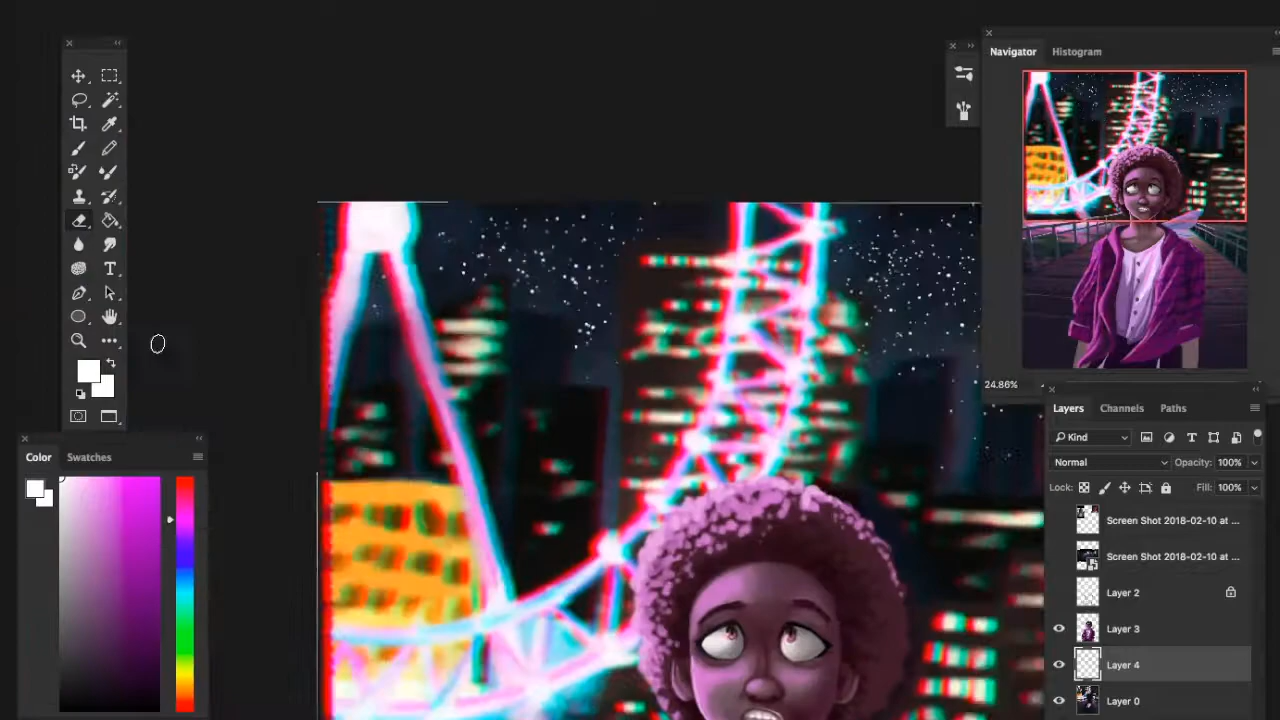 Navigator Histogram
24.86%
Layers Channels Paths
Kind
Normal Opacity: 100%
Lock: Fill: 100%
Screen Shot 2018-02-10 at ...
Screen Shot 2018-02-10 at ...
Layer 2
Layer 3
Layer 4
Layer 0
Color Swatches